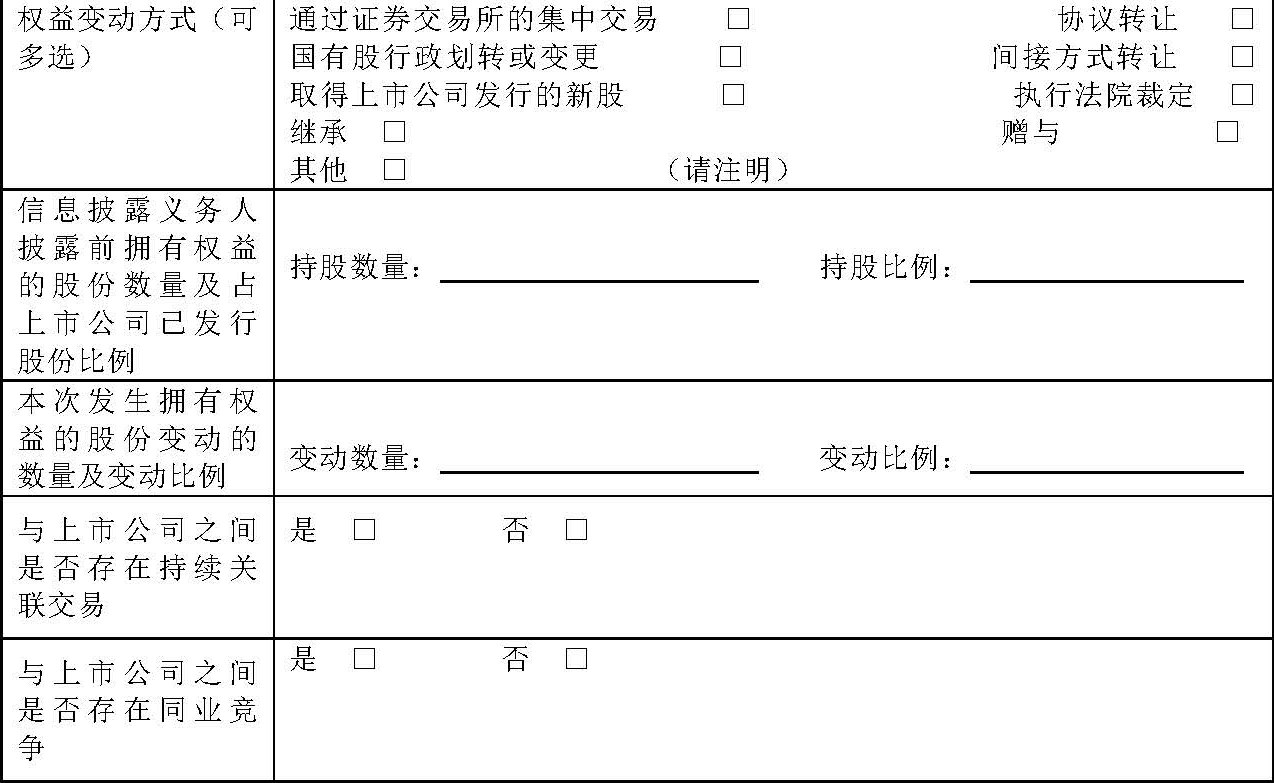 权益变动方式（可多选）
通过证券交易所的集中交易 □ 协议转让 □
国有股行政划转或变更 □ 间接方式转让 □
取得上市公司发行的新股 □ 执行法院裁定 □
继承 □ 赠与 □
其他 □ （请注明）
信息披露义务人
披露前拥有权益
的股份数量及占
上市公司已发行
股份比例
持股数量： 持股比例：
本次发生拥有权
益的股份变动的
数量及变动比例
变动数量： 变动比例：
与上市公司之间
是否存在持续关
联交易
是 □ 否 □
与上市公司之间
是否存在同业竞
争
是 □ 否 □